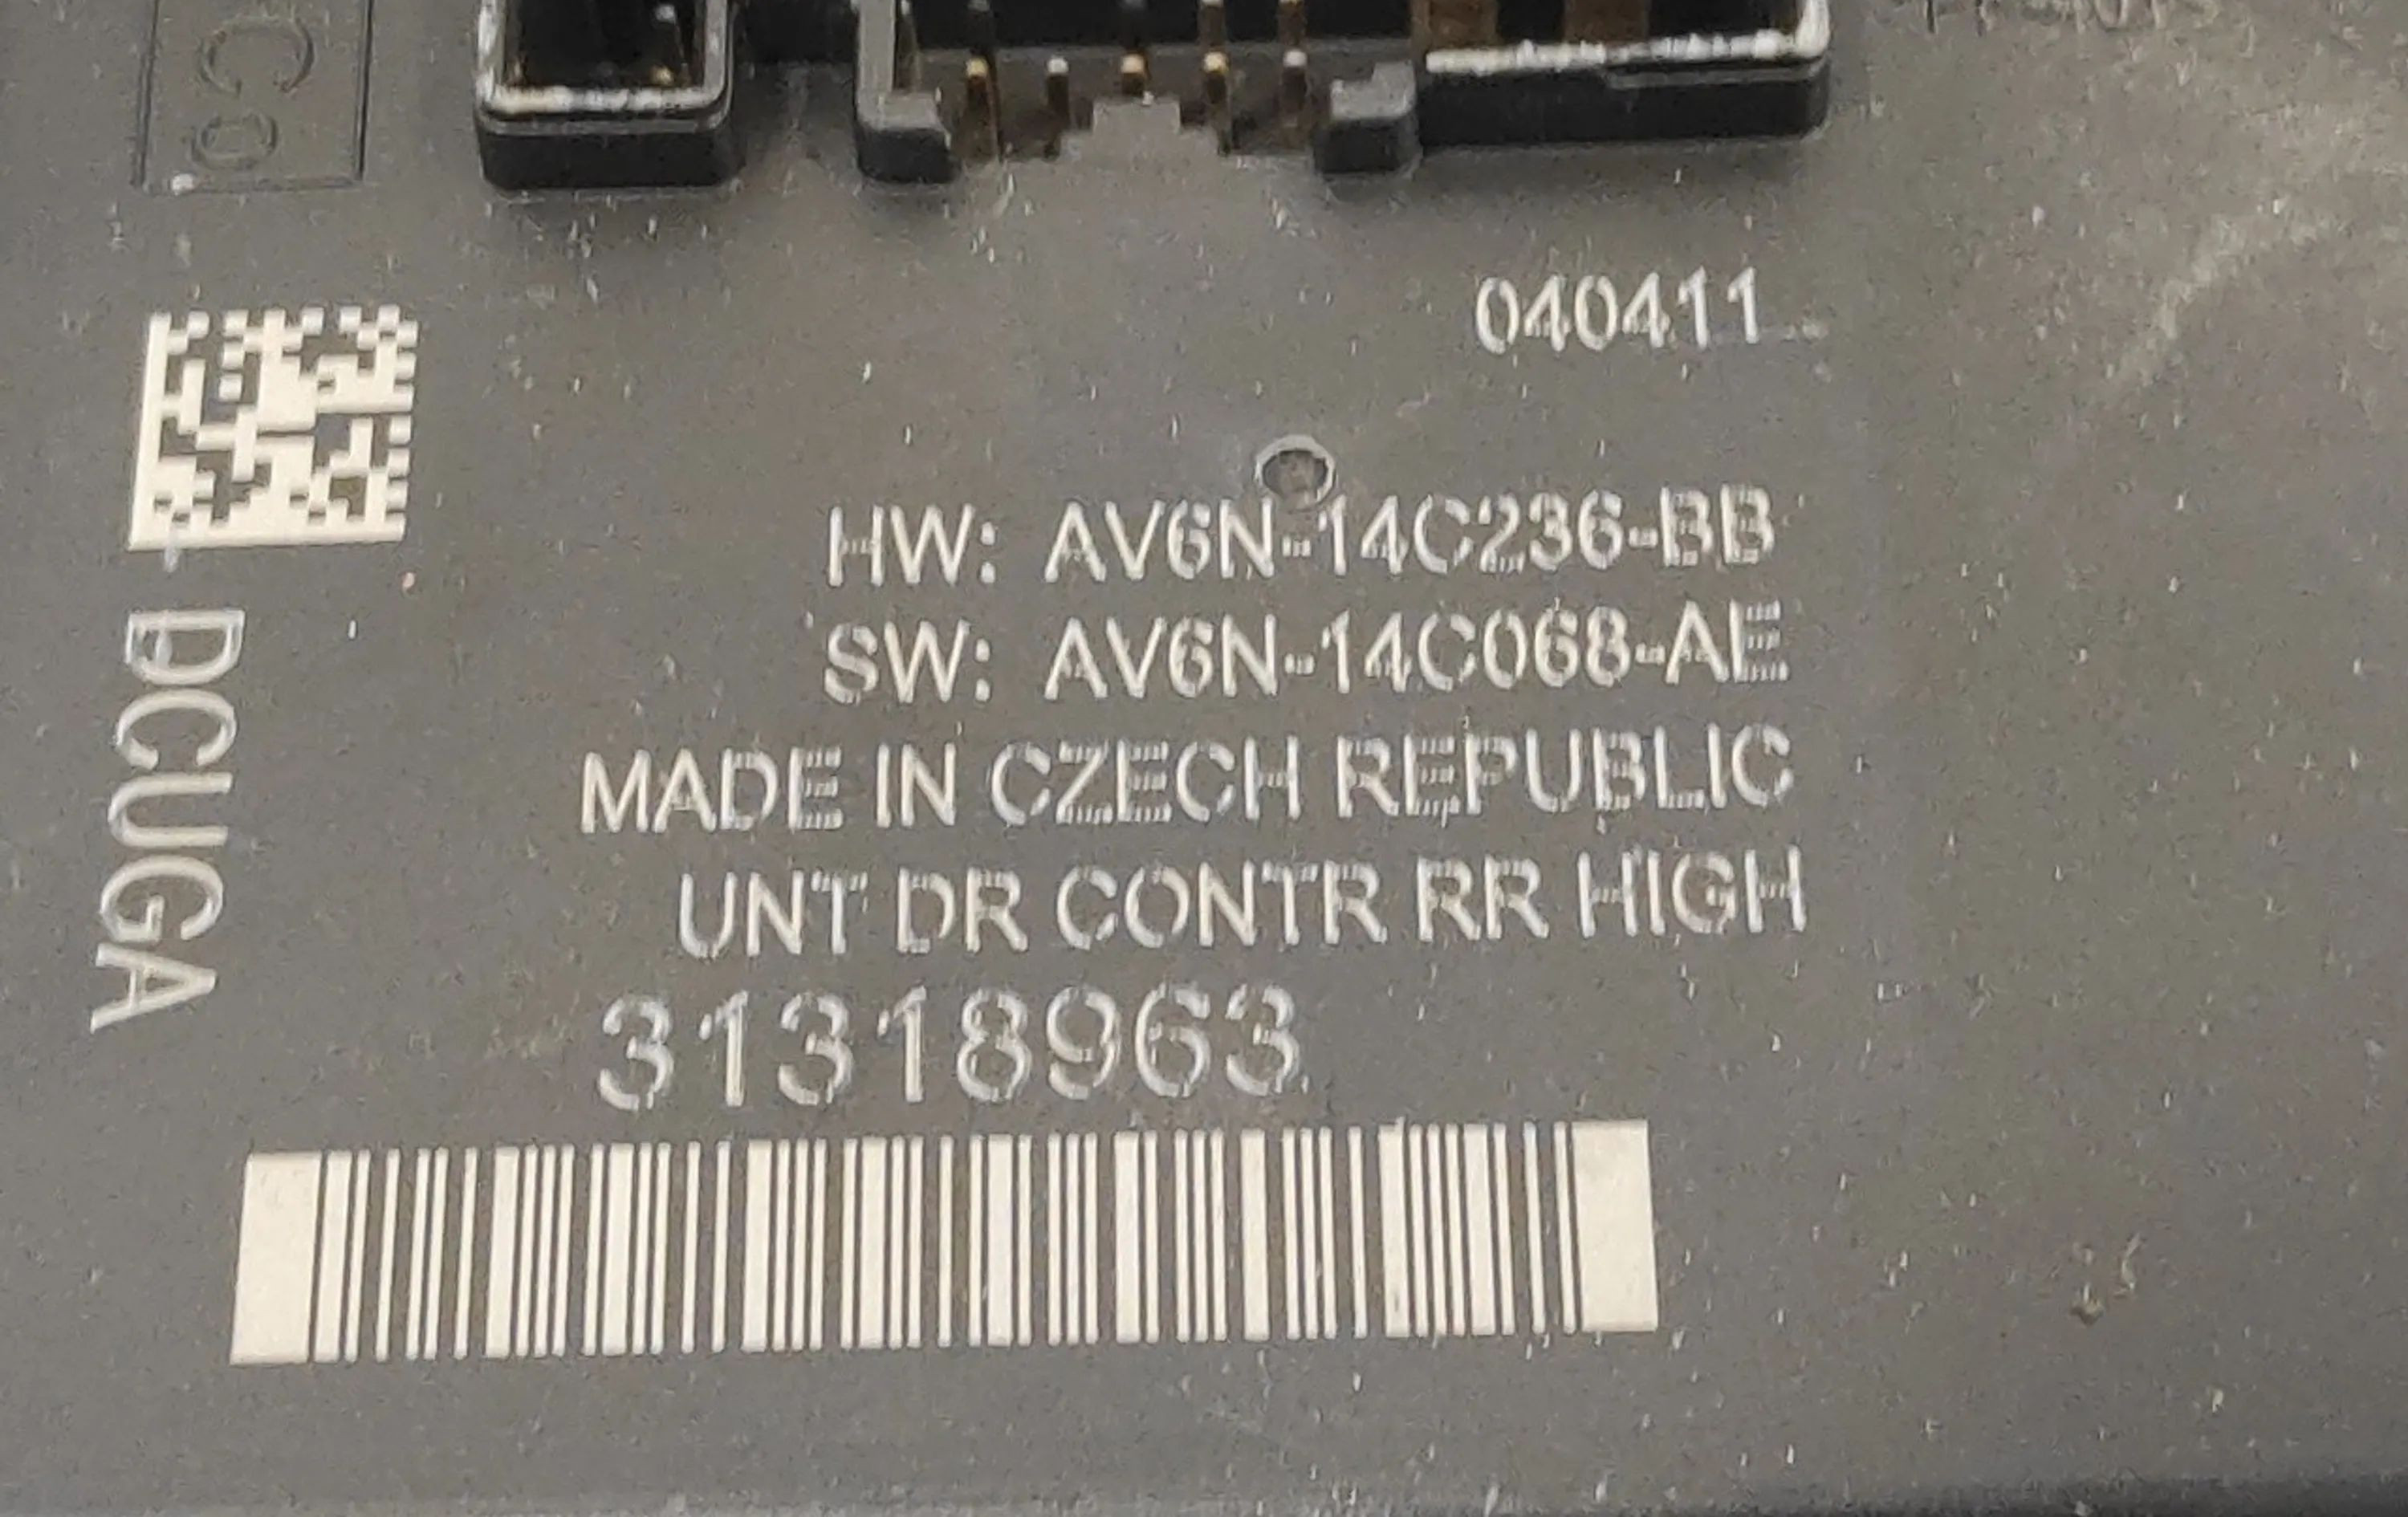 040411
HW: AV6N-14C236-BB
SW: AV6N-14C068-AE
MADE IN CZECH REPUBLIC
UNT DR CONTR RR HIGH
31318963
DCUGA